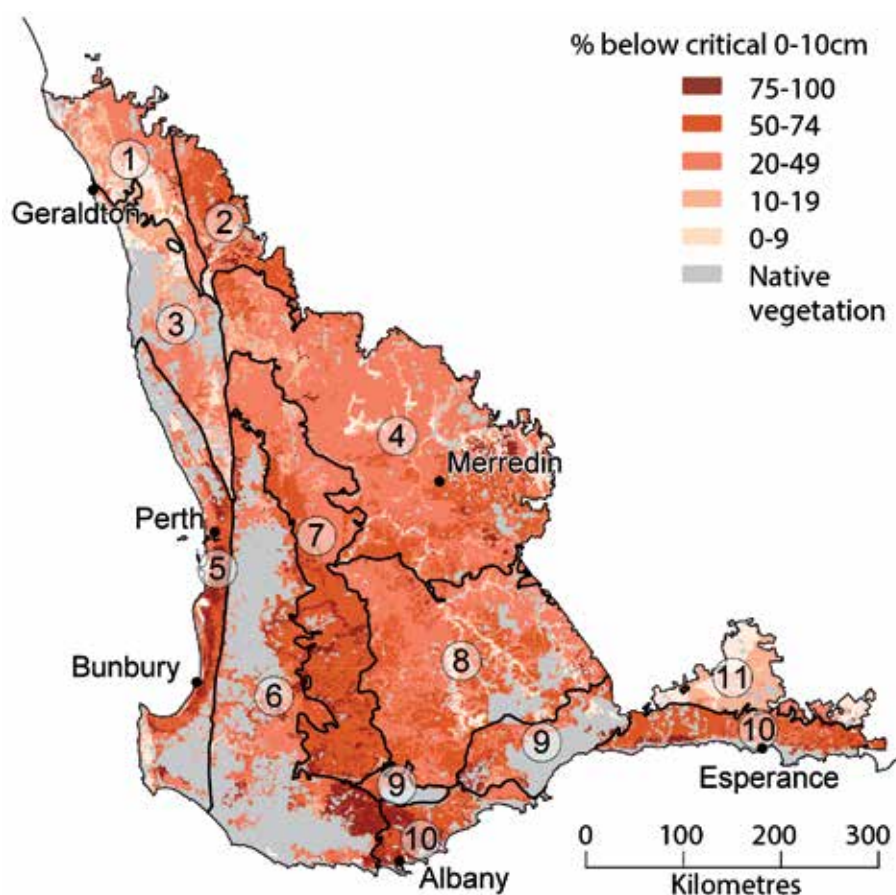 % below critical 0-10cm
75-100
50-74
20-49
10-19
0-9
Native
vegetation
1
Geraldton
2
3
4
Merredin
Perth
7
5
Bunbury
8
6
11
9
10
Esperance
9
10
Albany
0 100 200 300
Kilometres